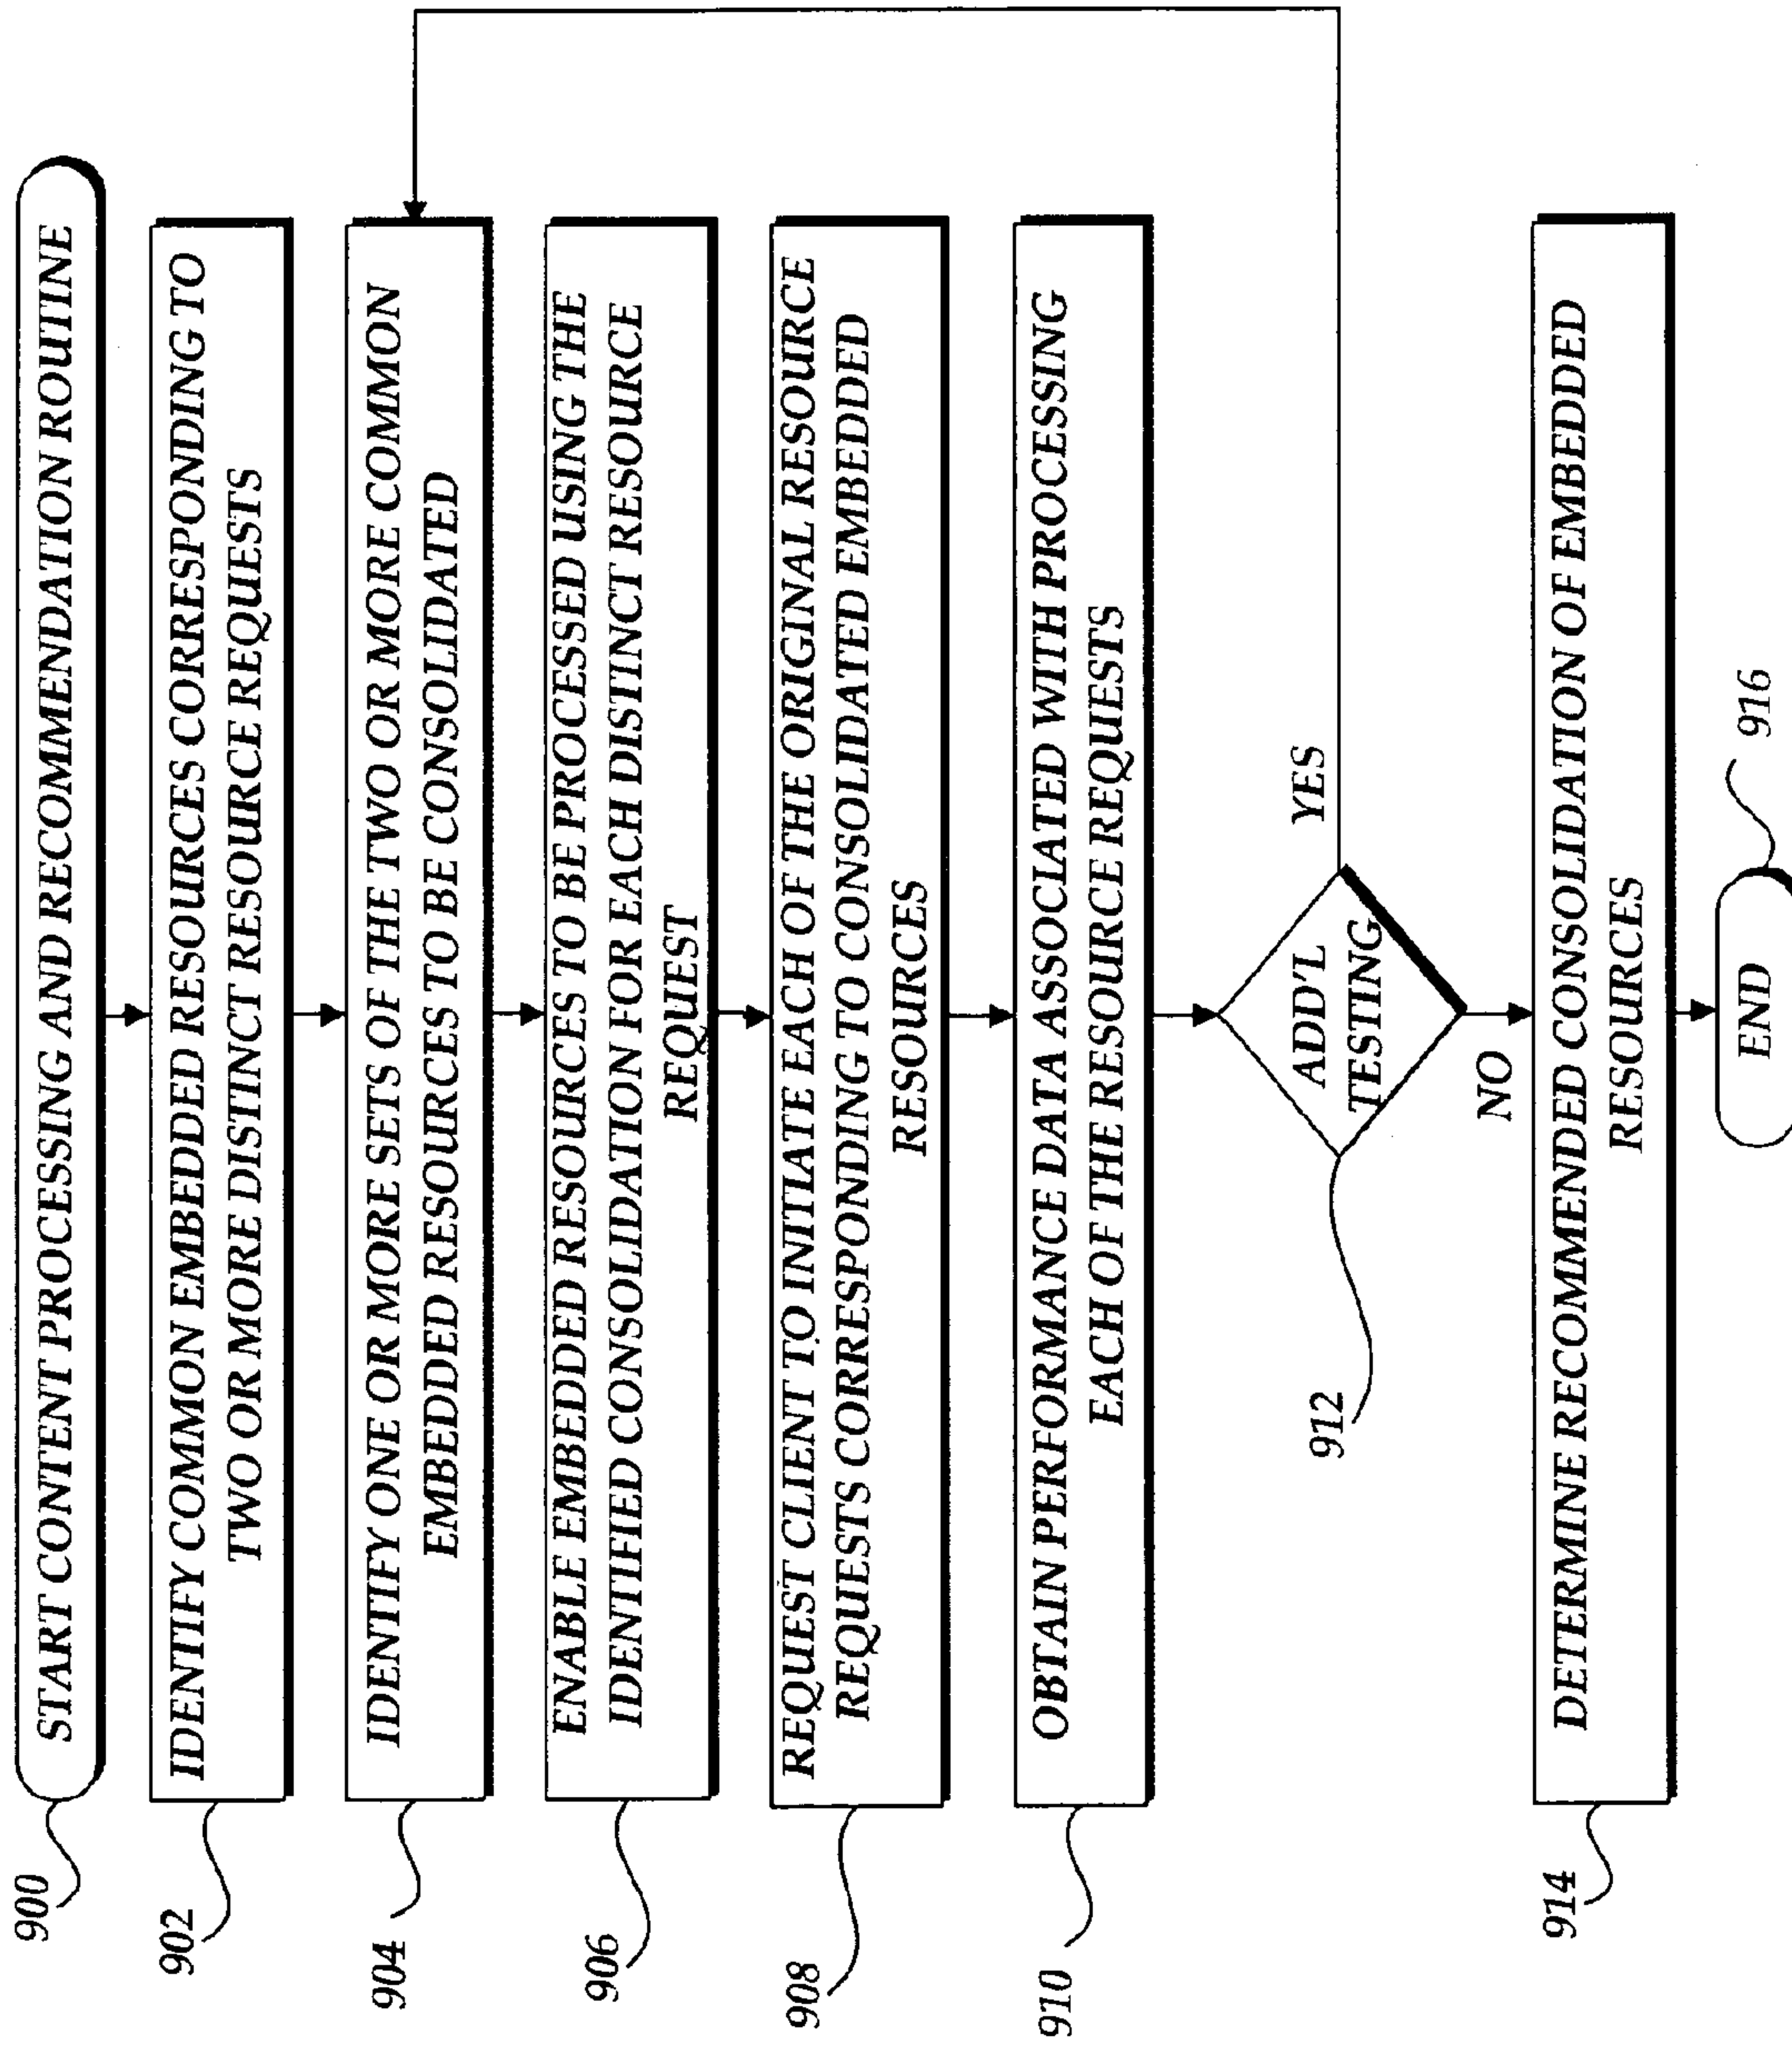 900
START CONTENT PROCESSING AND RECOMMENDATION ROUTINE
902
IDENTIFY COMMON EMBEDDED RESOURCES CORRESPONDING TO
TWO OR MORE DISTINCT RESOURCE REQUESTS
904
IDENTIFY ONE OR MORE SETS OF THE TWO OR MORE COMMON
EMBEDDED RESOURCES TO BE CONSOLIDATED
906
ENABLE EMBEDDED RESOURCES TO BE PROCESSED USING THE
IDENTIFIED CONSOLIDATION FOR EACH DISTINCT RESOURCE
REQUEST
908
REQUEST CLIENT TO INITIATE EACH OF THE ORIGINAL RESOURCE
REQUESTS CORRESPONDING TO CONSOLIDATED EMBEDDED
RESOURCES
910
OBTAIN PERFORMANCE DATA ASSOCIATED WITH PROCESSING
EACH OF THE RESOURCE REQUESTS
912
ADD'L
TESTING
YES
NO
914
DETERMINE RECOMMENDED CONSOLIDATION OF EMBEDDED
RESOURCES
END
916